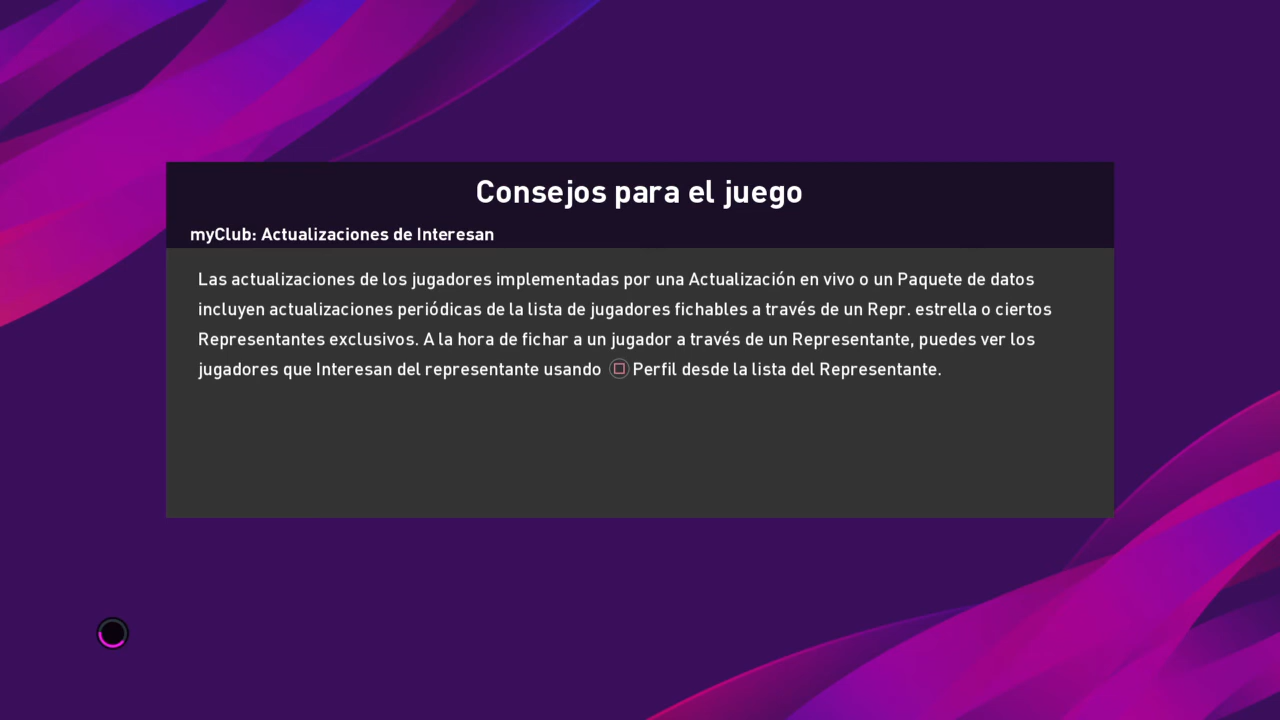 Consejos para el juego
myClub: Actualizaciones de Interesan
Las actualizaciones de los jugadores implementadas por una Actualización en vivo o un Paquete de datos
incluyen actualizaciones periódicas de la lista de jugadores fichables a través de un Repr. estrella o ciertos
Representantes exclusivos. A la hora de fichar a un jugador a través de un Representante, puedes ver los
jugadores que Interesan del representante usando Perfil desde la lista del Representante.